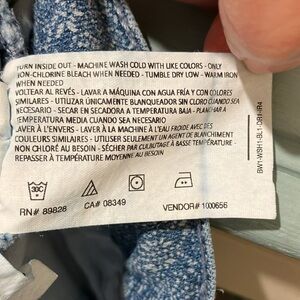 TURN INSIDE OUT - MACHINE WASH COLD WITH LIKE COLORS - ONLY
NON-CHLORINE BLEACH WHEN NEEDED - TUMBLE DRY LOW - WARM IRON
WHEN NEEDED
VOLTEAR AL REVÉS - LAVAR A MÁQUINA CON AGUA FRÍA Y CON COLORES
SIMILARES - UTILIZAR ÚNICAMENTE BLANQUEADOR SIN CLORO CUANDO SEA
NECESARIO - SECAR EN SECADORA A TEMPERATURA BAJA - PLANCHAR A
TEMPERATURA MEDIA CUANDO SEA NECESARIO
LAVER À L'ENVERS - LAVER À LA MACHINE À L'EAU FROIDE AVEC DES
COULEURS SIMILAIRES - UTILISER SEULEMENT UN AGENT DE BLANCHIMENT
NON CHLORÉ AU BESOIN - SÉCHER PAR CULBUTAGE À BASSE TEMPÉRATURE -
REPASSER À TEMPÉRATURE MOYENNE AU BESOIN
30C
RN# 89828 CA# 08349 VENDOR# 1000656